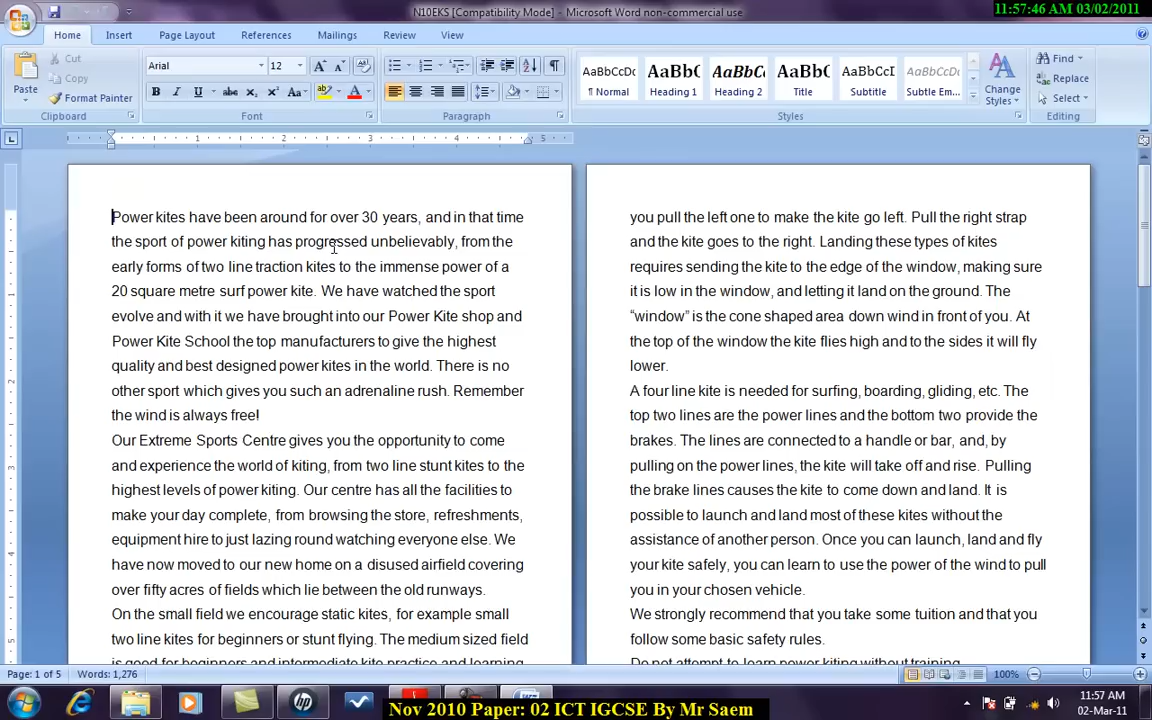 N10EKS [Compatibility Mode] - Microsoft Word non-commercial use
11:57:46 AM 03/02/2011
Home Insert Page Layout References Mailings Review View
Paste
Cut
Copy
Format Painter
Clipboard
Arial 12
Font
Paragraph
AaBbCcDc AaBbC AaBbCc AaBb( AaBbCcI AaBbCcDc
¶ Normal Heading 1 Heading 2 Title Subtitle Subtle Em...
Change Styles
Styles
Find
Replace
Select
Editing
1 2 3 4 5
Power kites have been around for over 30 years, and in that time
the sport of power kiting has progressed unbelievably, from the
early forms of two line traction kites to the immense power of a
20 square metre surf power kite. We have watched the sport
evolve and with it we have brought into our Power Kite shop and
Power Kite School the top manufacturers to give the highest
quality and best designed power kites in the world. There is no
other sport which gives you such an adrenaline rush. Remember
the wind is always free!
Our Extreme Sports Centre gives you the opportunity to come
and experience the world of kiting, from two line stunt kites to the
highest levels of power kiting. Our centre has all the facilities to
make your day complete, from browsing the store, refreshments,
equipment hire to just lazing round watching everyone else. We
have now moved to our new home on a disused airfield covering
over fifty acres of fields which lie between the old runways.
On the small field we encourage static kites, for example small
two line kites for beginners or stunt flying. The medium sized field
is good for beginners and intermediate kite practice and learning
you pull the left one to make the kite go left. Pull the right strap
and the kite goes to the right. Landing these types of kites
requires sending the kite to the edge of the window, making sure
it is low in the window, and letting it land on the ground. The
“window” is the cone shaped area down wind in front of you. At
the top of the window the kite flies high and to the sides it will fly
lower.
A four line kite is needed for surfing, boarding, gliding, etc. The
top two lines are the power lines and the bottom two provide the
brakes. The lines are connected to a handle or bar, and, by
pulling on the power lines, the kite will take off and rise. Pulling
the brake lines causes the kite to come down and land. It is
possible to launch and land most of these kites without the
assistance of another person. Once you can launch, land and fly
your kite safely, you can learn to use the power of the wind to pull
you in your chosen vehicle.
We strongly recommend that you take some tuition and that you
follow some basic safety rules.
Do not attempt to learn power kiting without training
Page: 1 of 5 Words: 1,276
100%
Nov 2010 Paper: 02 ICT IGCSE By Mr Saem
11:57 AM
02-Mar-11